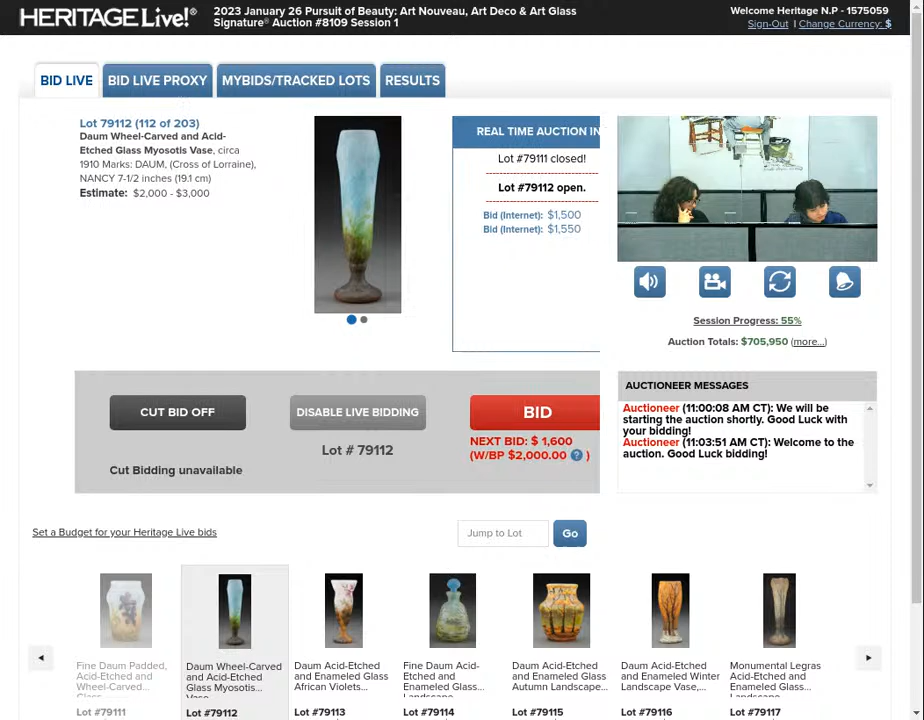 HERITAGE Live!®
2023 January 26 Pursuit of Beauty: Art Nouveau, Art Deco & Art Glass
Signature® Auction #8109 Session 1
Welcome Heritage N.P - 1575059
Sign-Out | Change Currency: $
BID LIVE
BID LIVE PROXY
MYBIDS/TRACKED LOTS
RESULTS
Lot 79112 (112 of 203)
Daum Wheel-Carved and Acid-
Etched Glass Myosotis Vase, circa
1910 Marks: DAUM, (Cross of Lorraine),
NANCY 7-1/2 inches (19.1 cm)
Estimate: $2,000 - $3,000
REAL TIME AUCTION IN
Lot #79111 closed!
Lot #79112 open.
Bid (Internet): $1,500
Bid (Internet): $1,550
Session Progress: 55%
Auction Totals: $705,950 (more...)
CUT BID OFF
Cut Bidding unavailable
DISABLE LIVE BIDDING
Lot # 79112
BID
NEXT BID: $ 1,600
(W/BP $2,000.00 ? )
AUCTIONEER MESSAGES
Auctioneer (11:00:08 AM CT): We will be
starting the auction shortly. Good Luck with
your bidding!
Auctioneer (11:03:51 AM CT): Welcome to the
auction. Good Luck bidding!
Set a Budget for your Heritage Live bids
Jump to Lot
Go
Fine Daum Padded,
Acid-Etched and
Wheel-Carved...
Glass...
Lot #79111
Daum Wheel-Carved
and Acid-Etched
Glass Myosotis...
Vase...
Lot #79112
Daum Acid-Etched
and Enameled Glass
African Violets...
Lot #79113
Fine Daum Acid-
Etched and
Enameled Glass...
Landscape...
Lot #79114
Daum Acid-Etched
and Enameled Glass
Autumn Landscape...
Lot #79115
Daum Acid-Etched
and Enameled Winter
Landscape Vase,...
Lot #79116
Monumental Legras
Acid-Etched and
Enameled Glass...
Landscape...
Lot #79117